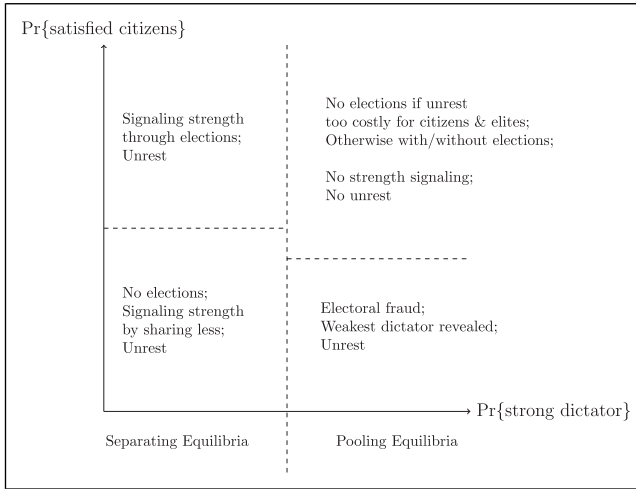 Pr{satisfied citizens}
Signaling strength
through elections;
Unrest
No elections if unrest
too costly for citizens & elites;
Otherwise with/without elections;
No strength signaling;
No unrest
No elections;
Signaling strength
by sharing less;
Unrest
Electoral fraud;
Weakest dictator revealed;
Unrest
Pr{strong dictator}
Separating Equilibria
Pooling Equilibria